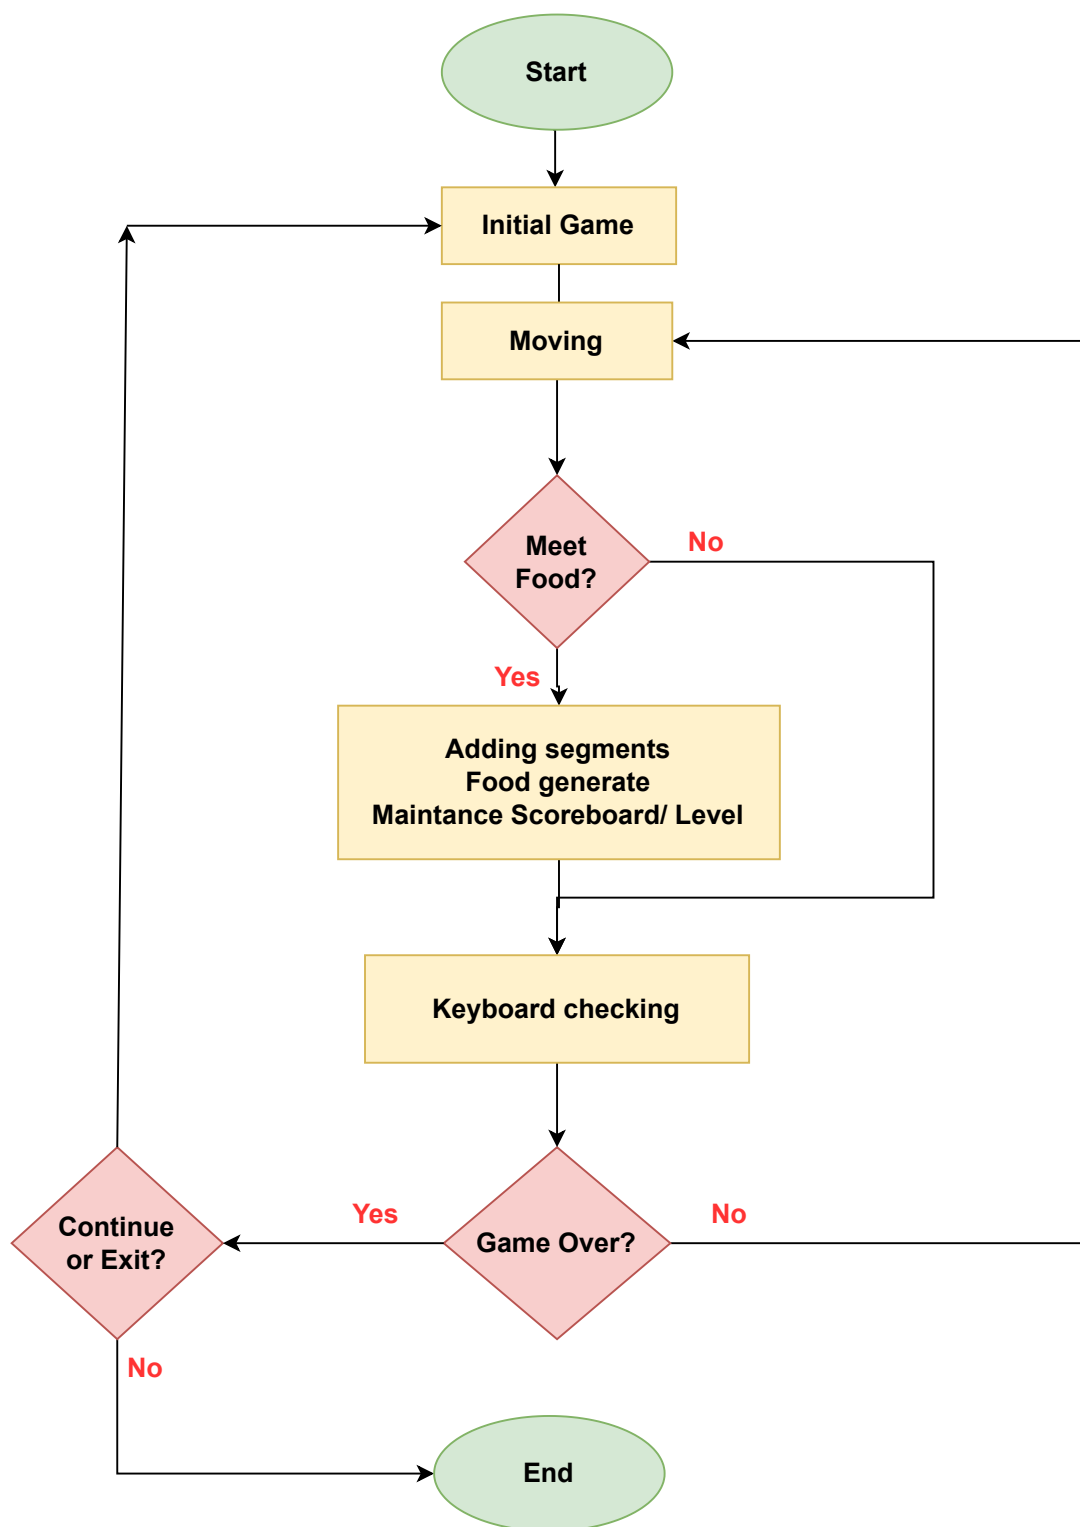 Start
Initial Game
Moving
Meet
Food?
No
Yes
Adding segments
Food generate
Maintance Scoreboard/ Level
Keyboard checking
Game Over?
Yes
No
Continue
or Exit?
No
End